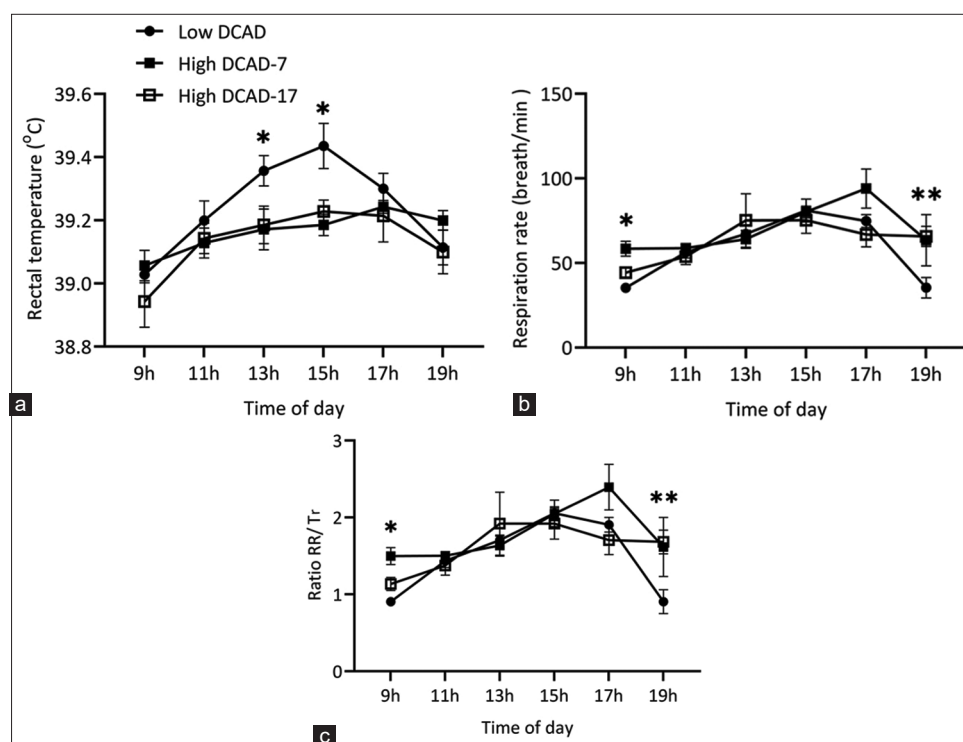 Low DCAD
High DCAD-7
High DCAD-17
Rectal temperature (°C)
39.6
39.4
39.2
39.0
38.8
*
*
9h 11h 13h 15h 17h 19h
Time of day
a
Respiration rate (breath/min)
150
100
50
0
*
**
9h 11h 13h 15h 17h 19h
Time of day
b
Ratio RR/Tr
3
2
1
0
*
**
9h 11h 13h 15h 17h 19h
Time of day
c